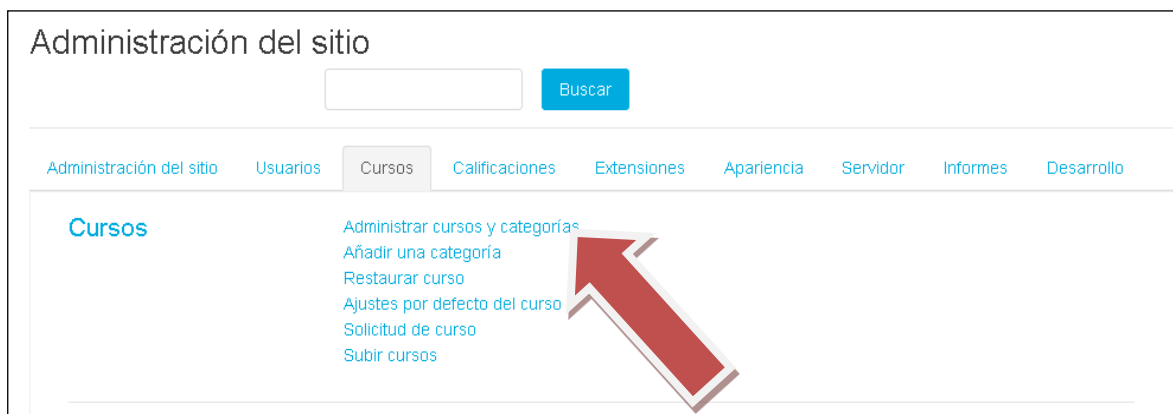 Administración del sitio
Buscar
Administración del sitio Usuarios Cursos Calificaciones Extensiones Apariencia Servidor Informes Desarrollo
Cursos
Administrar cursos y categorías
Añadir una categoría
Restaurar curso
Ajustes por defecto del curso
Solicitud de curso
Subir cursos